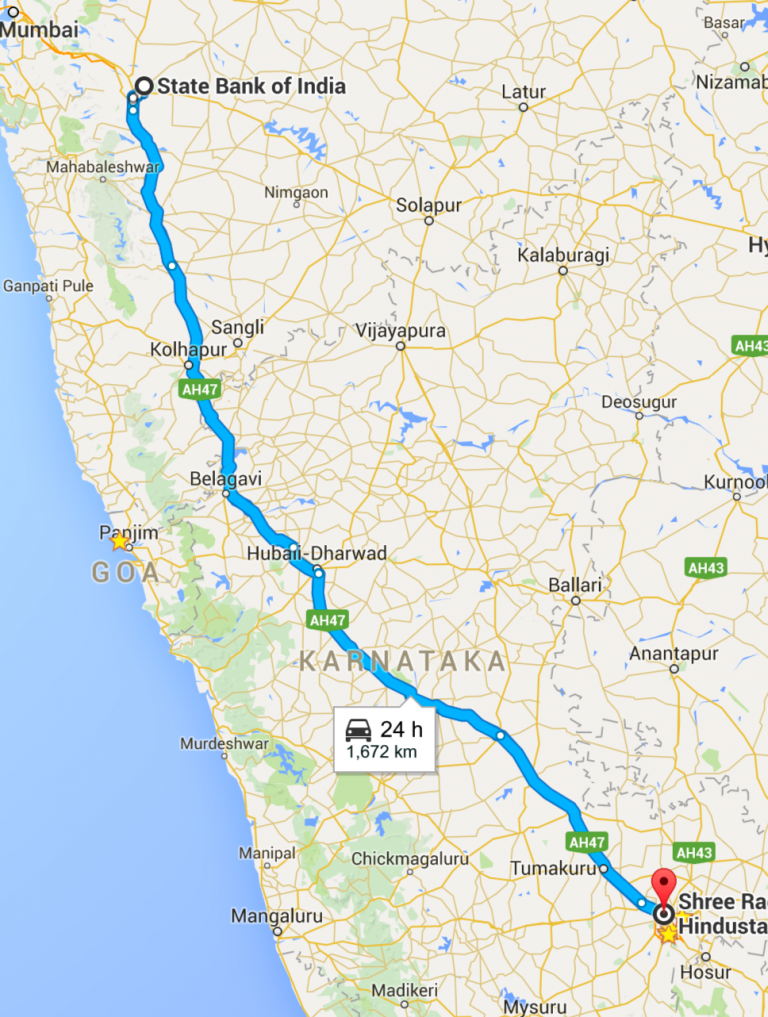 Mumbai
Basar
State Bank of India
Latur
Nizamab
Mahabaleshwar
Nimgaon
Solapur
Kalaburagi
Hy
Ganpati Pule
Sangli
Vijayapura
Kolhapur
AH43
AH47
Deosugur
Belagavi
Kurnool
Panjim
GOA
Hubali-Dharwad
AH43
Ballari
AH47
KARNATAKA
Anantapur
24 h
1,672 km
Murdeshwar
AH47
AH43
Manipal
Chickmagaluru
Tumakuru
Shree Ra
Hindusta
Mangaluru
Hosur
Madikeri
Mysuru